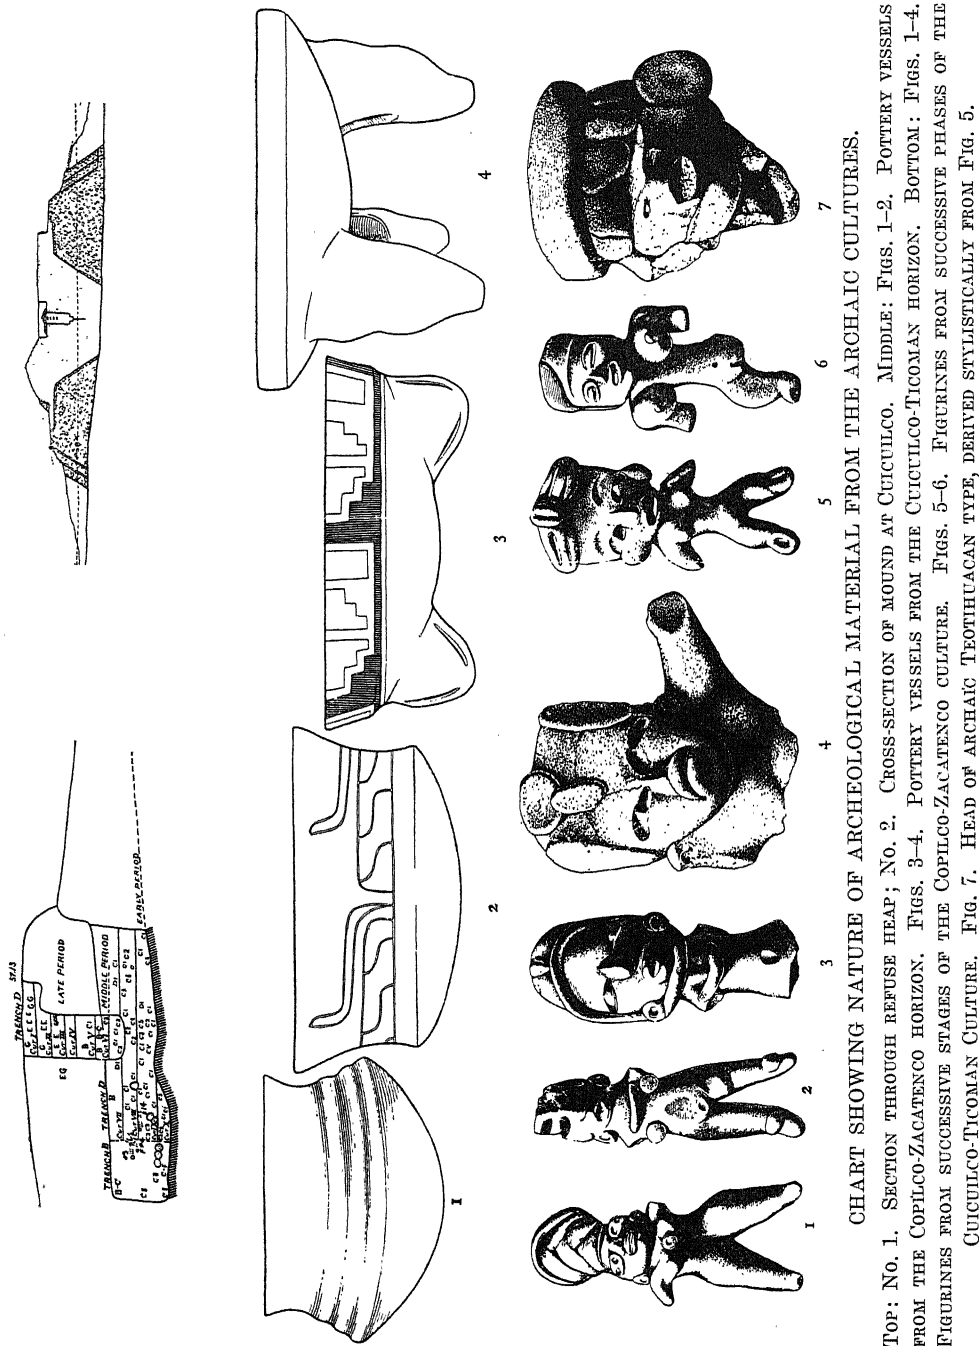 TRENCH D 37.13
LATE PERIOD
MIDDLE PERIOD
EARLY PERIOD
EG
TRENCH B TRENCH D
B-C
1
2
3
4
1
2
3
4
5
6
7
CHART SHOWING NATURE OF ARCHEOLOGICAL MATERIAL FROM THE ARCHAIC CULTURES.
TOP: NO. 1. SECTION THROUGH REFUSE HEAP; NO. 2. CROSS-SECTION OF MOUND AT CUICUILCO. MIDDLE: FIGS. 1–2. POTTERY VESSELS
FROM THE COPILCO-ZACATENCO HORIZON. FIGS. 3–4. POTTERY VESSELS FROM THE CUICUILCO-TICOMAN HORIZON. BOTTOM: FIGS. 1–4.
FIGURINES FROM SUCCESSIVE STAGES OF THE COPILCO-ZACATENCO CULTURE. FIGS. 5–6. FIGURINES FROM SUCCESSIVE PHASES OF THE
CUICUILCO-TICOMAN CULTURE. FIG. 7. HEAD OF ARCHAIC TEOTIHUACAN TYPE, DERIVED STYLISTICALLY FROM FIG. 5.